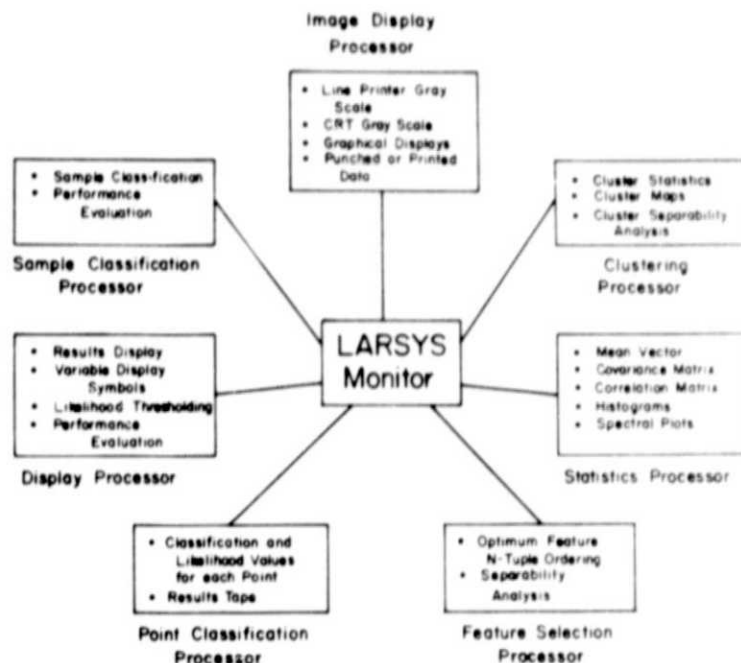 Image Display
Processor
• Line Printer Gray
Scale
• CRT Gray Scale
• Graphical Displays
• Punched or Printed
Data
• Sample Classification
• Performance
Evaluation
Sample Classification
Processor
• Cluster Statistics
• Cluster Maps
• Cluster Separability
Analysis
Clustering
Processor
LARSYS
Monitor
• Results Display
• Variable Display
Symbols
• Likelihood Thresholding
• Performance
Evaluation
Display Processor
• Mean Vector
• Covariance Matrix
• Correlation Matrix
• Histograms
• Spectral Plots
Statistics Processor
• Classification and
Likelihood Values
for each Point
• Results Tape
Point Classification
Processor
• Optimum Feature
N-Tuple Ordering
• Separability
Analysis
Feature Selection
Processor